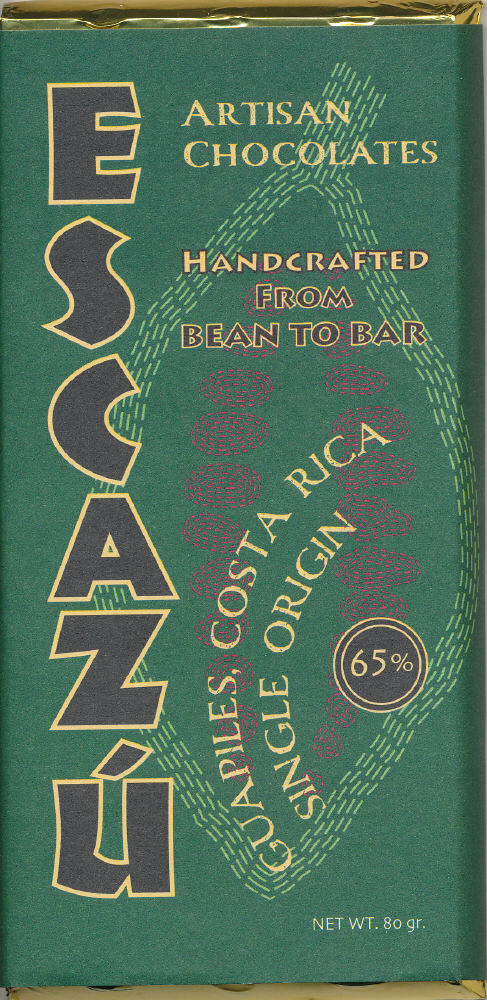 ESCAZú
ARTISAN
CHOCOLATES
HANDCRAFTED
FROM
BEAN TO BAR
GUAPILES, COSTA RICA
SINGLE ORIGIN
65%
NET WT. 80 gr.